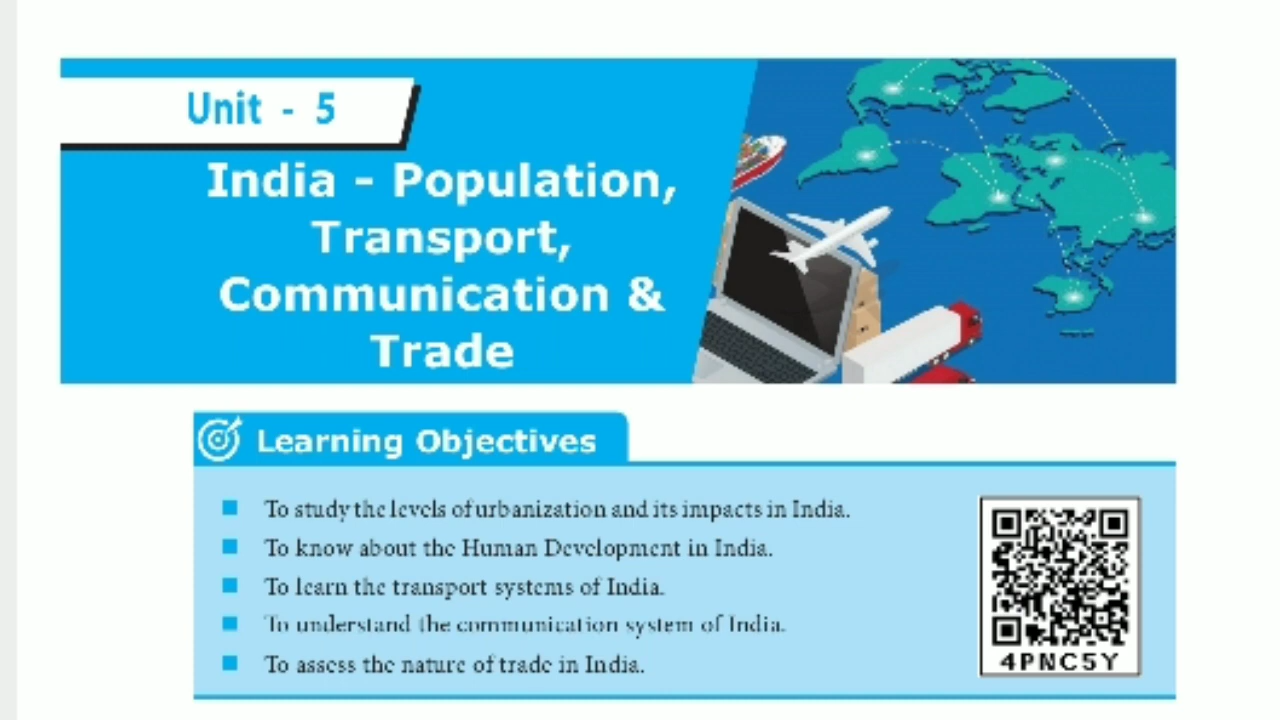 Unit - 5
India - Population,
Transport,
Communication &
Trade
Learning Objectives
To study the levels of urbanization and its impacts in India.
To know about the Human Development in India.
To learn the transport systems of India.
To understand the communication system of India.
To assess the nature of trade in India.
4PNC5Y